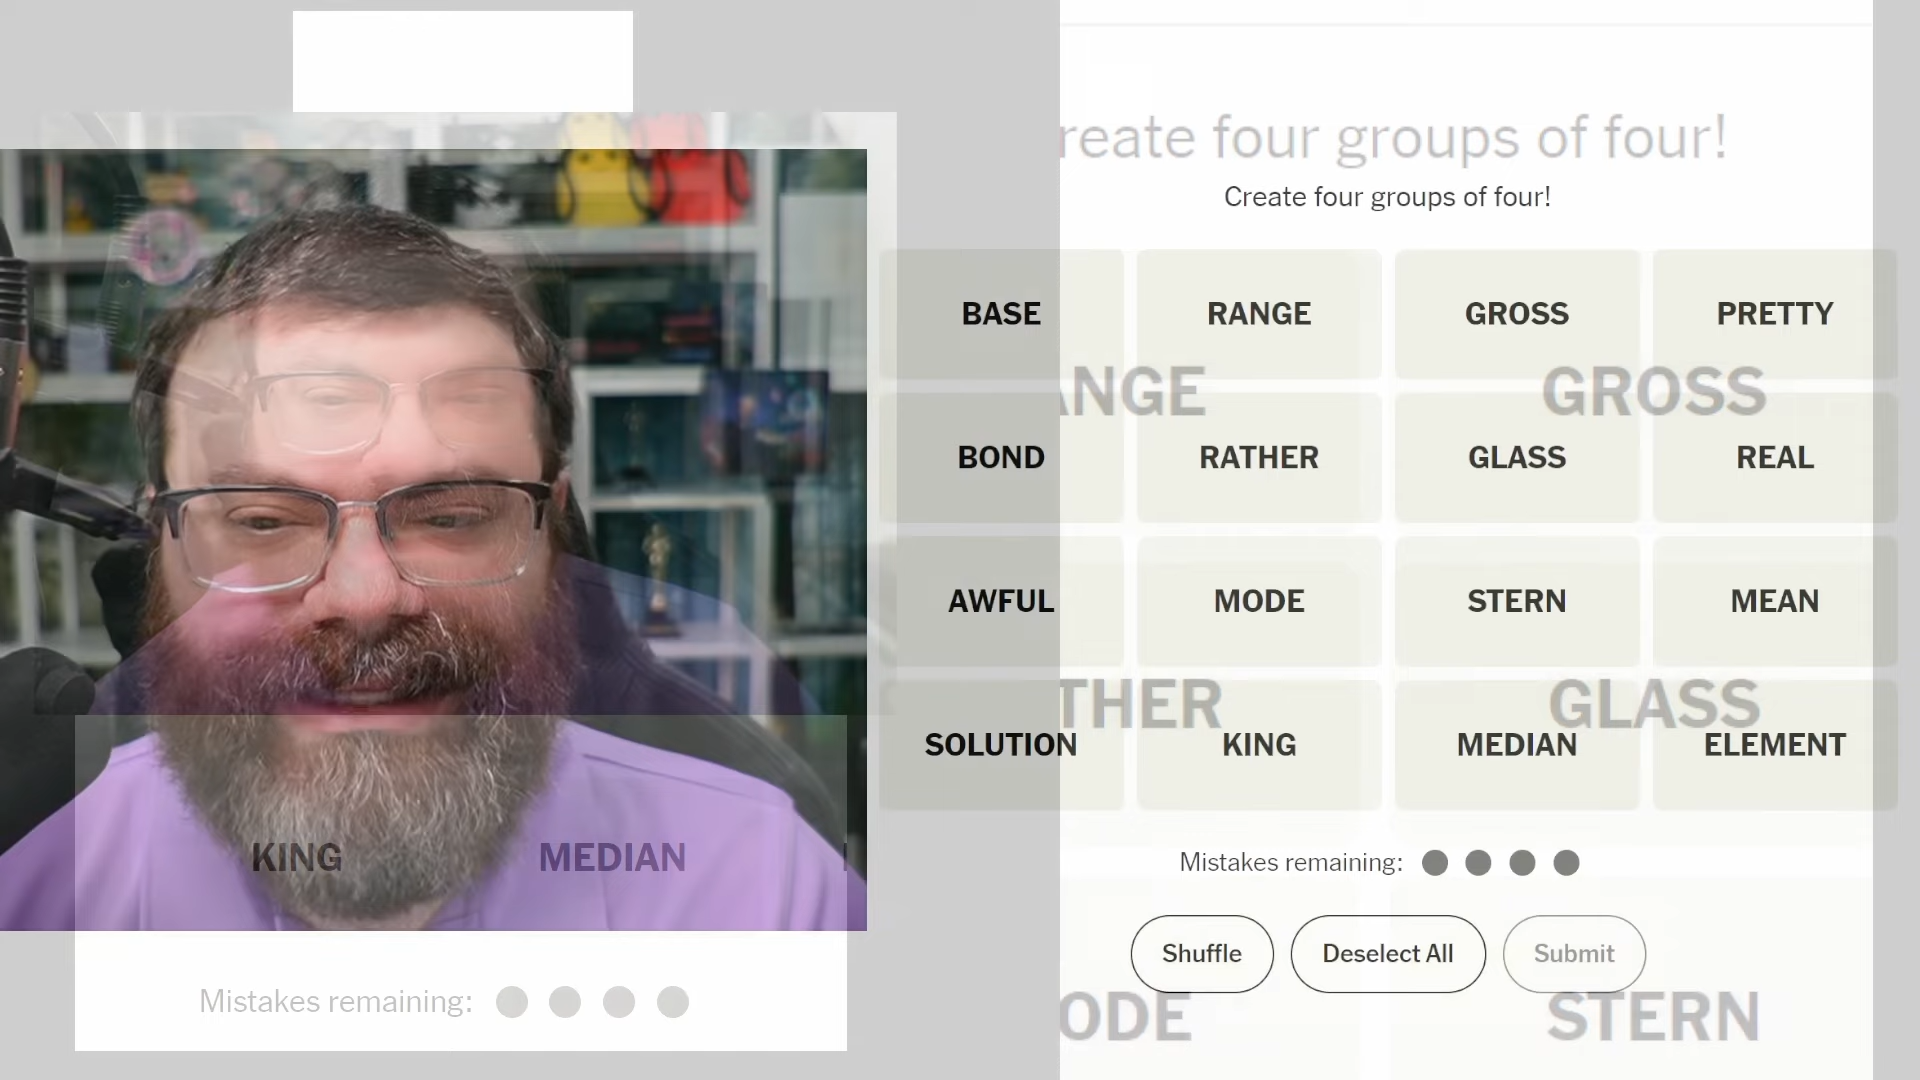 reate four groups of four!
Create four groups of four!
BASE RANGE GROSS PRETTY
ANGE GROSS
BOND RATHER GLASS REAL
AWFUL MODE STERN MEAN
THER GLASS
SOLUTION KING MEDIAN ELEMENT
KING MEDIAN
Mistakes remaining:
Shuffle Deselect All Submit
Mistakes remaining:
ODE STERN